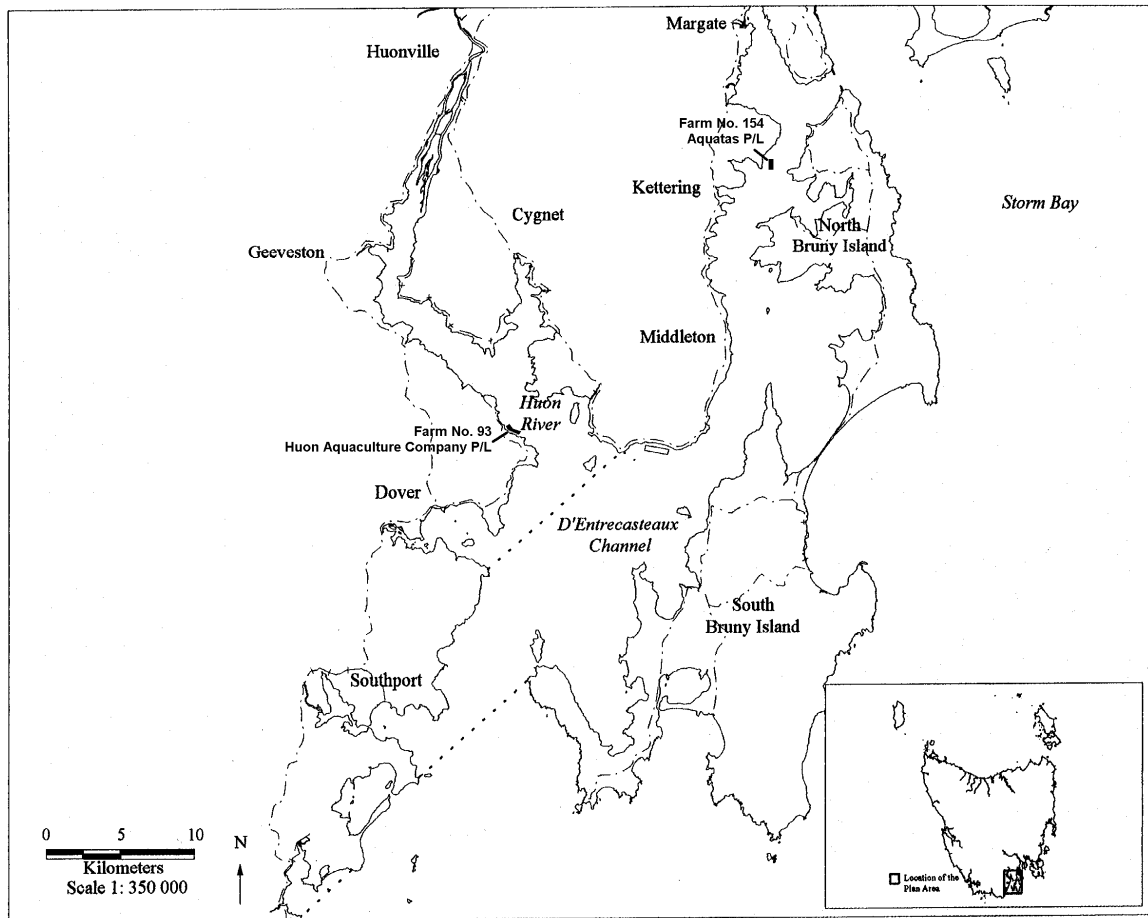 Margate
Huonville
Farm No. 154
Aquatas P/L
Kettering
Storm Bay
Cygnet
North
Bruny Island
Geeveston
Middleton
Huon
River
Farm No. 93
Huon Aquaculture Company P/L
Dover
D'Entrecasteaux
Channel
South
Bruny Island
Southport
0 5 10
Kilometers
Scale 1: 350 000
N
Location of the
Plan Area